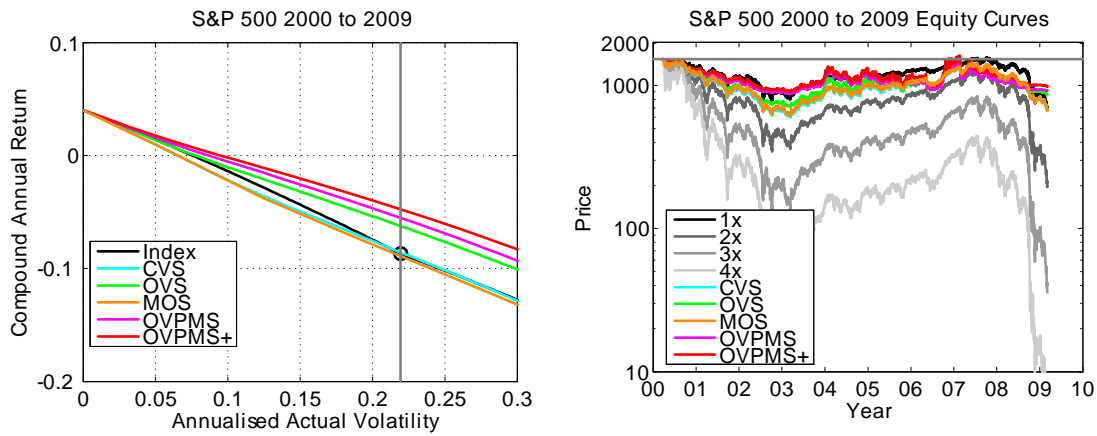 S&P 500 2000 to 2009
0.1
0
-0.1
-0.2
Compound Annual Return
Index
CVS
OVS
MOS
OVPMS
OVPMS+
0 0.05 0.1 0.15 0.2 0.25 0.3
Annualised Actual Volatility
S&P 500 2000 to 2009 Equity Curves
2000
1000
100
10
Price
1x
2x
3x
4x
CVS
OVS
MOS
OVPMS
OVPMS+
00 01 02 03 04 05 06 07 08 09 10
Year